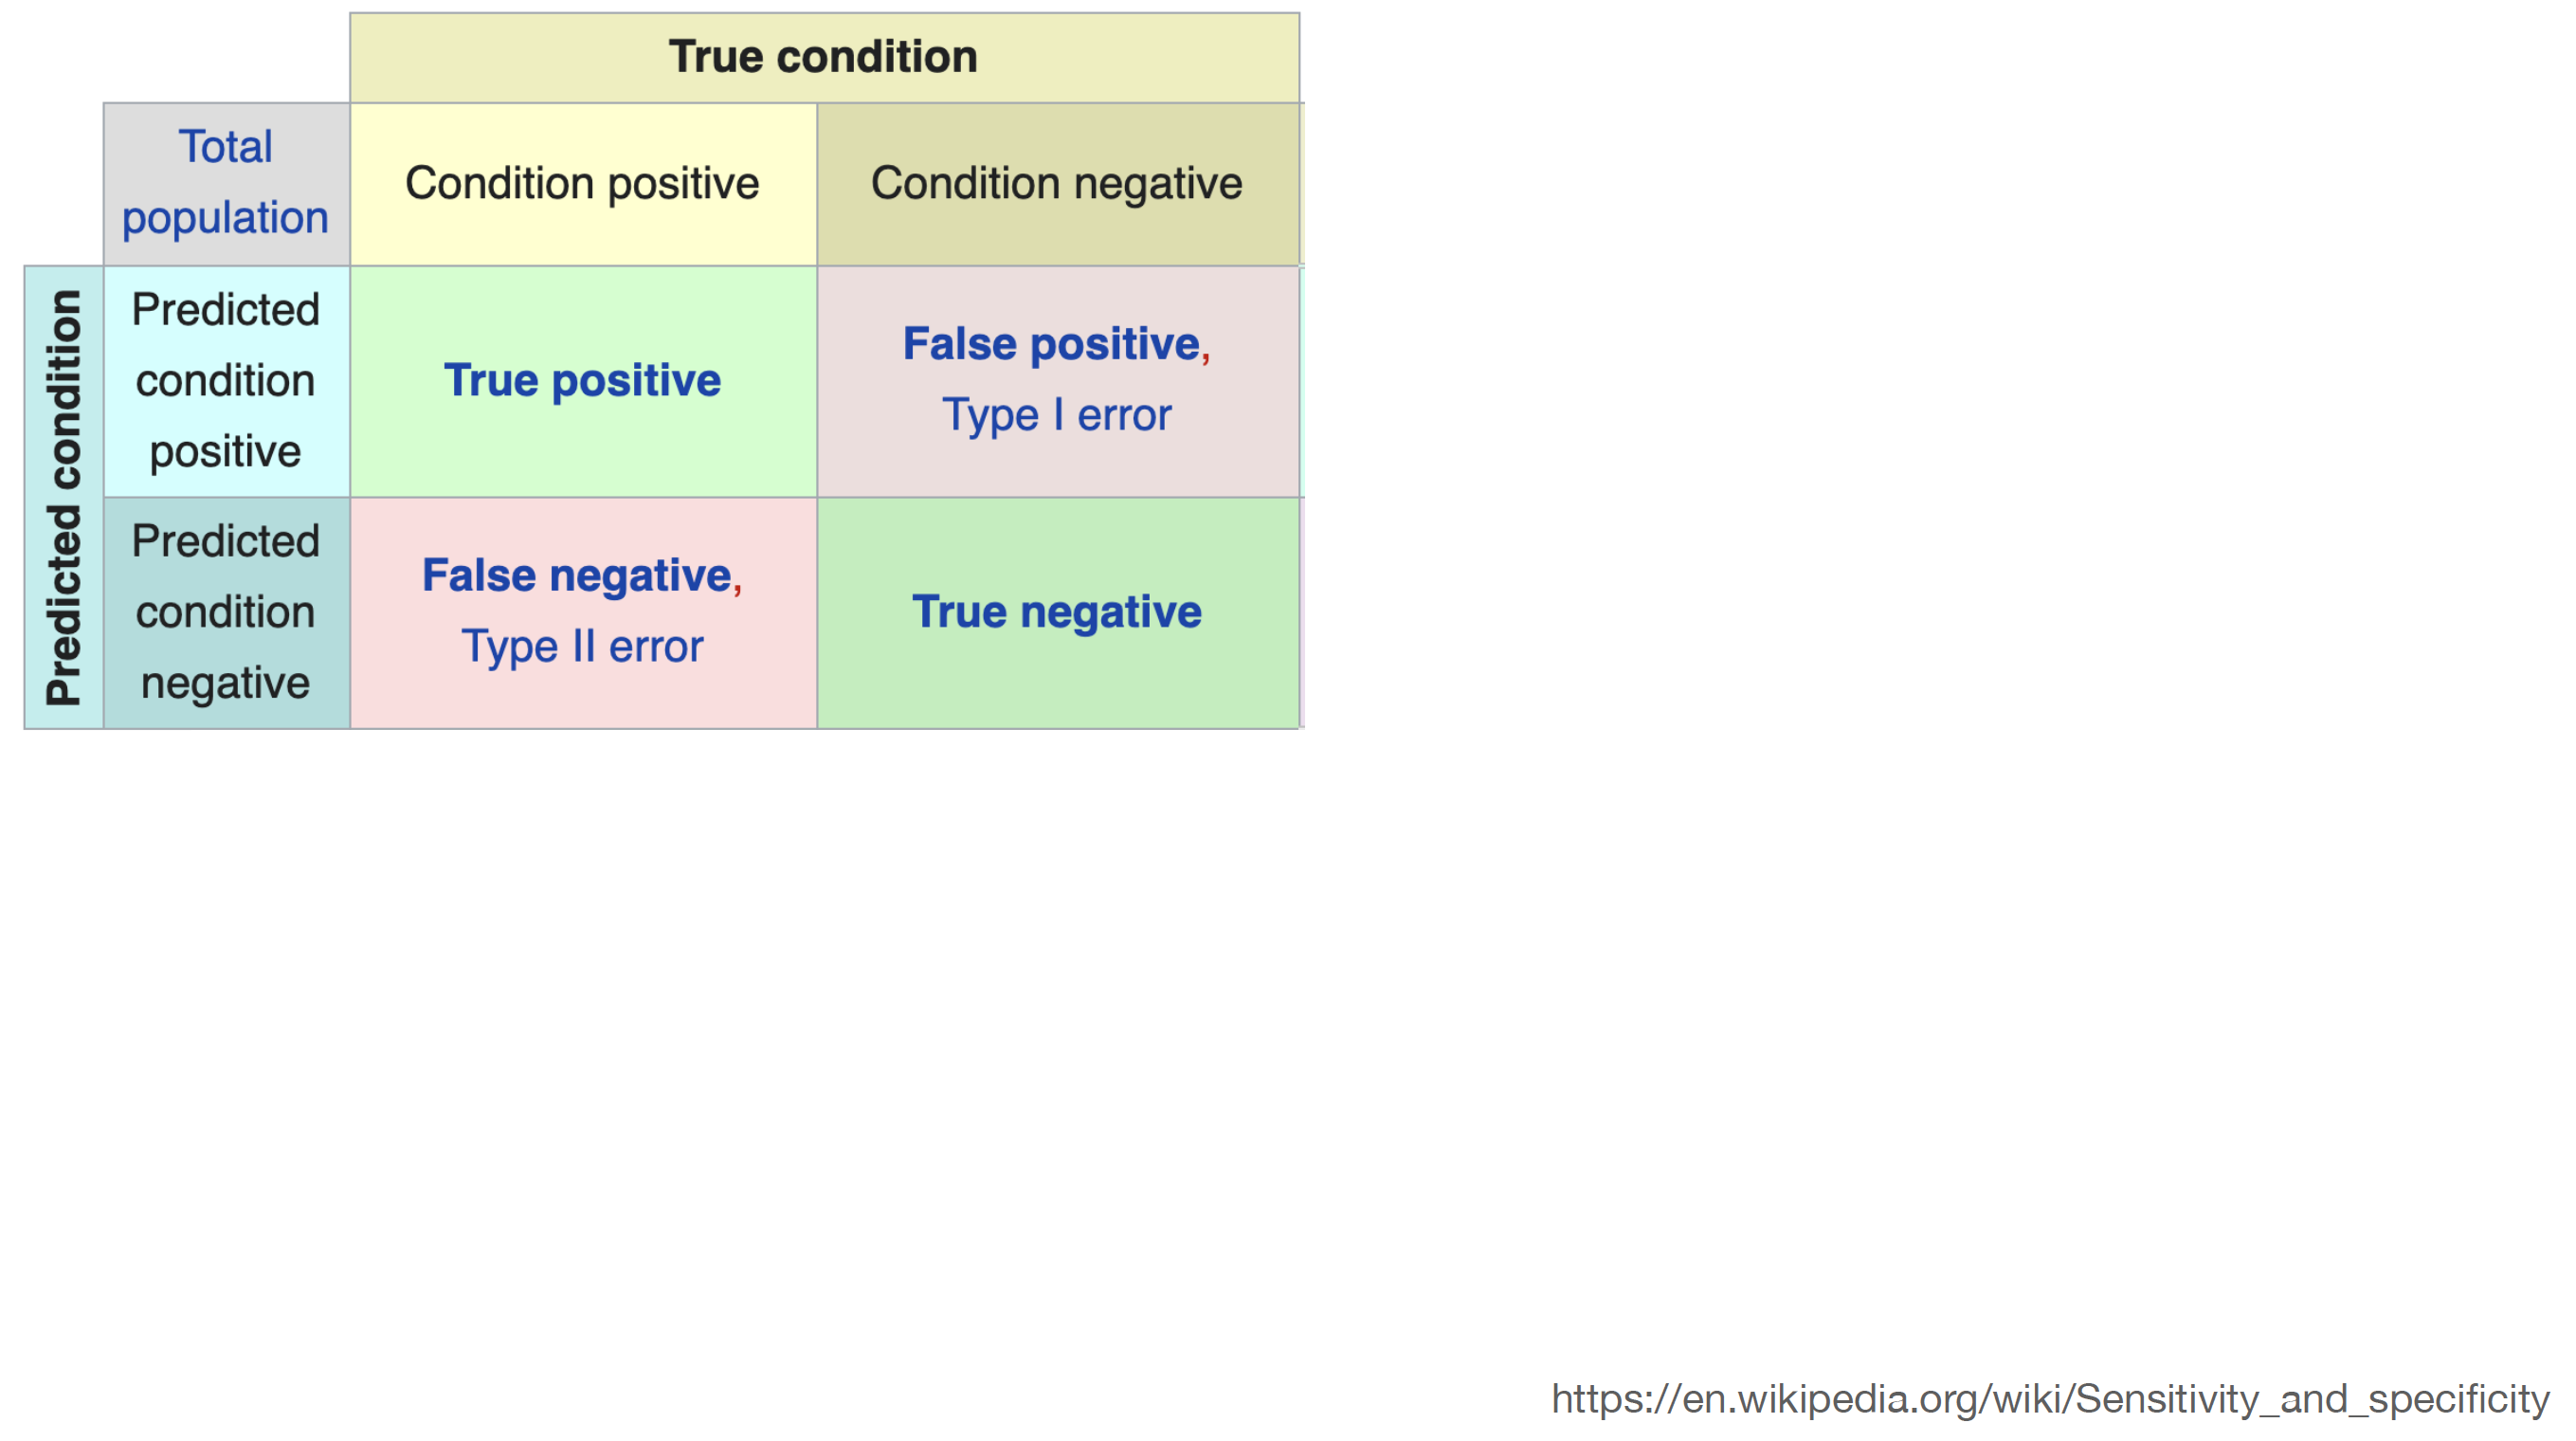 True condition
Total
population
Condition positive
Condition negative
Predicted condition
Predicted
condition
positive
True positive
False positive,
Type I error
Predicted
condition
negative
False negative,
Type II error
True negative
https://en.wikipedia.org/wiki/Sensitivity_and_specificity